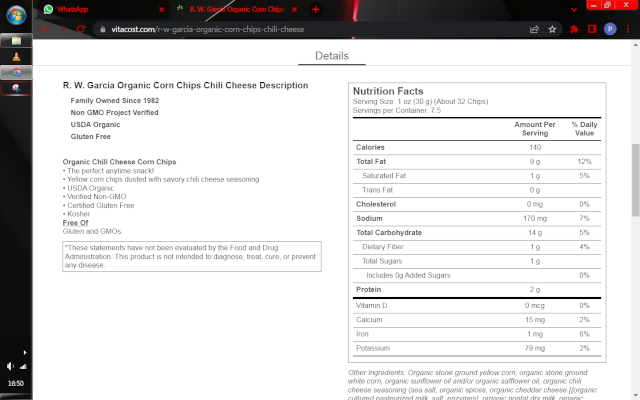 WhatsApp
R. W. Garcia Organic Corn Chips
vitacost.com/r-w-garcia-organic-corn-chips-chili-cheese
P
Details
R. W. Garcia Organic Corn Chips Chili Cheese Description
Family Owned Since 1982
Non GMO Project Verified
USDA Organic
Gluten Free
Organic Chili Cheese Corn Chips
• The perfect anytime snack!
• Yellow corn chips dusted with savory chili cheese seasoning
• USDA Organic
• Verified Non-GMO
• Certified Gluten Free
• Kosher
Free Of
Gluten and GMOs.
*These statements have not been evaluated by the Food and Drug
Administration. This product is not intended to diagnose, treat, cure, or prevent
any disease.
Nutrition Facts
Serving Size: 1 oz (30 g) (About 32 Chips)
Servings per Container: 7.5
Amount Per Serving % Daily Value
Calories 140
Total Fat 9 g 12%
Saturated Fat 1 g 5%
Trans Fat 0 g
Cholesterol 0 mg 0%
Sodium 170 mg 7%
Total Carbohydrate 14 g 5%
Dietary Fiber 1 g 4%
Total Sugars 1 g
Includes 0g Added Sugars 0%
Protein 2 g
Vitamin D 0 mcg 0%
Calcium 15 mg 2%
Iron 1 mg 6%
Potassium 79 mg 2%
Other Ingredients: Organic stone ground yellow corn, organic stone ground
white corn, organic sunflower oil and/or organic safflower oil, organic chili
cheese seasoning (sea salt, organic spices, organic cheddar cheese [(organic
cultured pasteurized milk, salt, enzymes), organic nonfat dry milk, organic
16:50